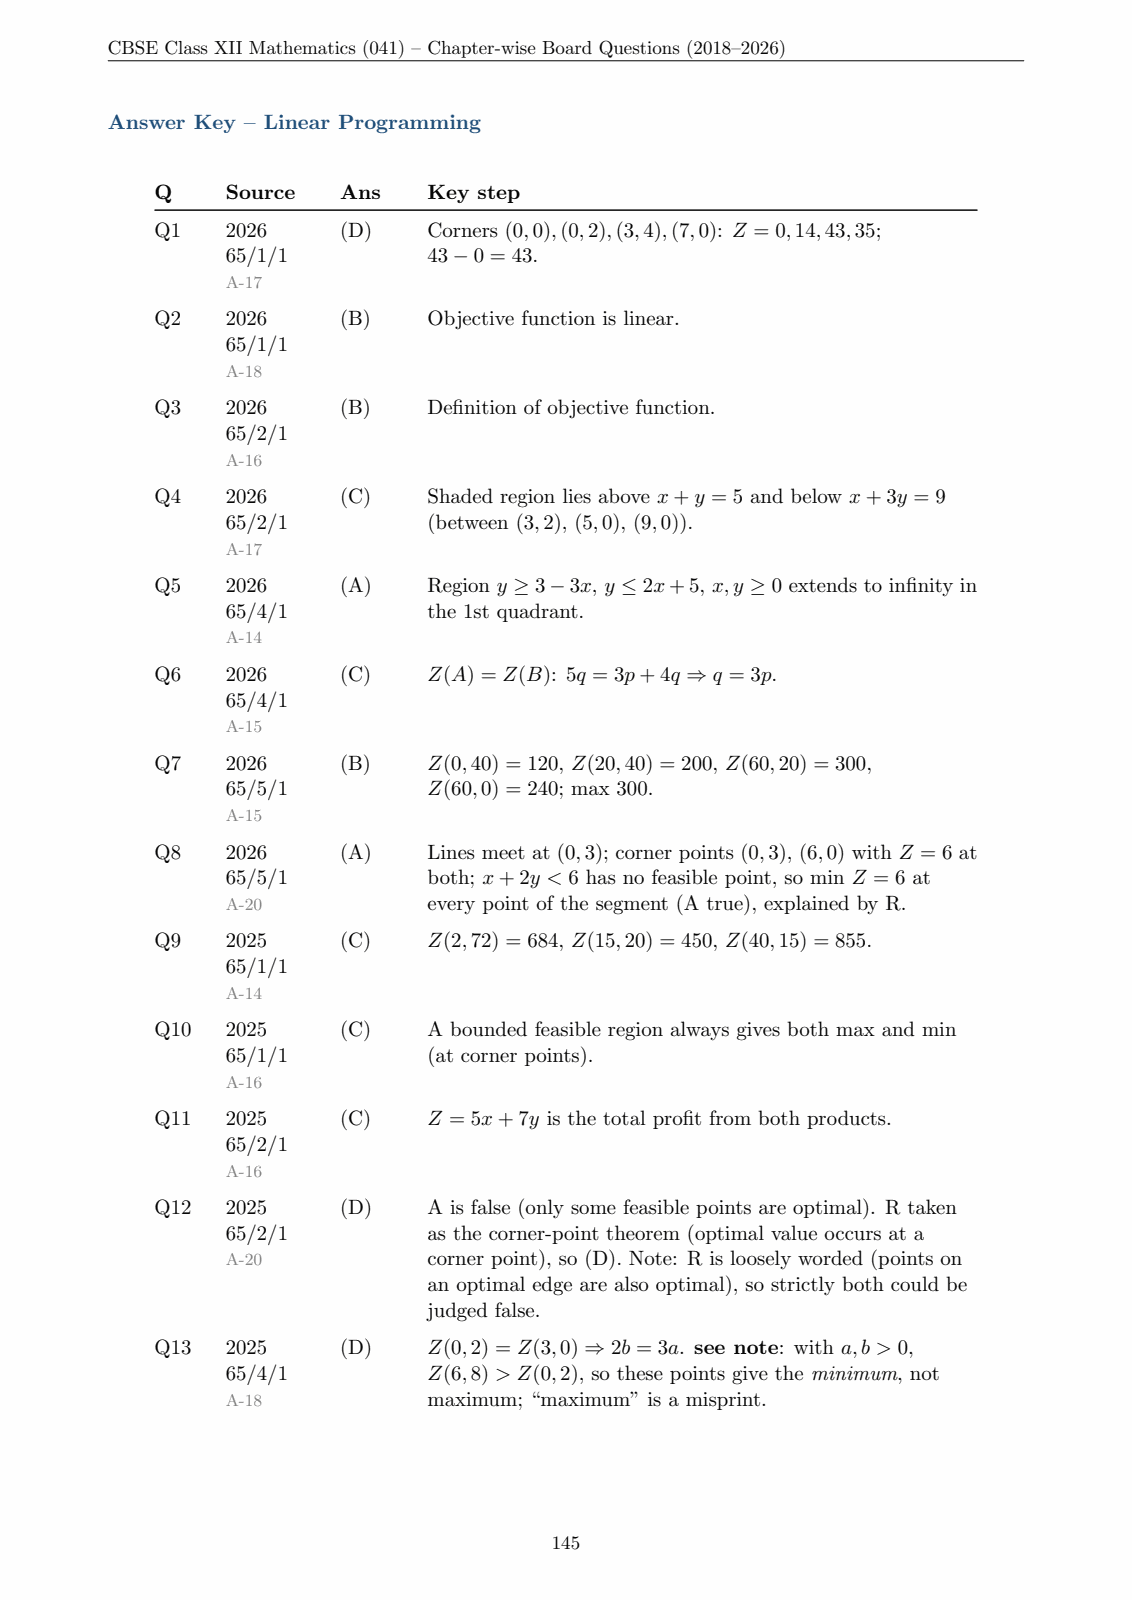 CBSE Class XII Mathematics (041) – Chapter-wise Board Questions (2018–2026)
Answer Key – Linear Programming
Q Source Ans Key step
Q1 2026 (D) Corners (0, 0), (0, 2), (3, 4), (7, 0): Z = 0, 14, 43, 35;
65/1/1 43 − 0 = 43.
A-17
Q2 2026 (B) Objective function is linear.
65/1/1
A-18
Q3 2026 (B) Definition of objective function.
65/2/1
A-16
Q4 2026 (C) Shaded region lies above x + y = 5 and below x + 3y = 9
65/2/1 (between (3, 2), (5, 0), (9, 0)).
A-17
Q5 2026 (A) Region y ≥ 3 − 3x, y ≤ 2x + 5, x, y ≥ 0 extends to infinity in
65/4/1 the 1st quadrant.
A-14
Q6 2026 (C) Z(A) = Z(B): 5q = 3p + 4q ⇒ q = 3p.
65/4/1
A-15
Q7 2026 (B) Z(0, 40) = 120, Z(20, 40) = 200, Z(60, 20) = 300,
65/5/1 Z(60, 0) = 240; max 300.
A-15
Q8 2026 (A) Lines meet at (0, 3); corner points (0, 3), (6, 0) with Z = 6 at
65/5/1 both; x + 2y < 6 has no feasible point, so min Z = 6 at
A-20 every point of the segment (A true), explained by R.
Q9 2025 (C) Z(2, 72) = 684, Z(15, 20) = 450, Z(40, 15) = 855.
65/1/1
A-14
Q10 2025 (C) A bounded feasible region always gives both max and min
65/1/1 (at corner points).
A-16
Q11 2025 (C) Z = 5x + 7y is the total profit from both products.
65/2/1
A-16
Q12 2025 (D) A is false (only some feasible points are optimal). R taken
65/2/1 as the corner-point theorem (optimal value occurs at a
A-20 corner point), so (D). Note: R is loosely worded (points on
an optimal edge are also optimal), so strictly both could be
judged false.
Q13 2025 (D) Z(0, 2) = Z(3, 0) ⇒ 2b = 3a. see note: with a, b > 0,
65/4/1 Z(6, 8) > Z(0, 2), so these points give the minimum, not
A-18 maximum; “maximum” is a misprint.
145